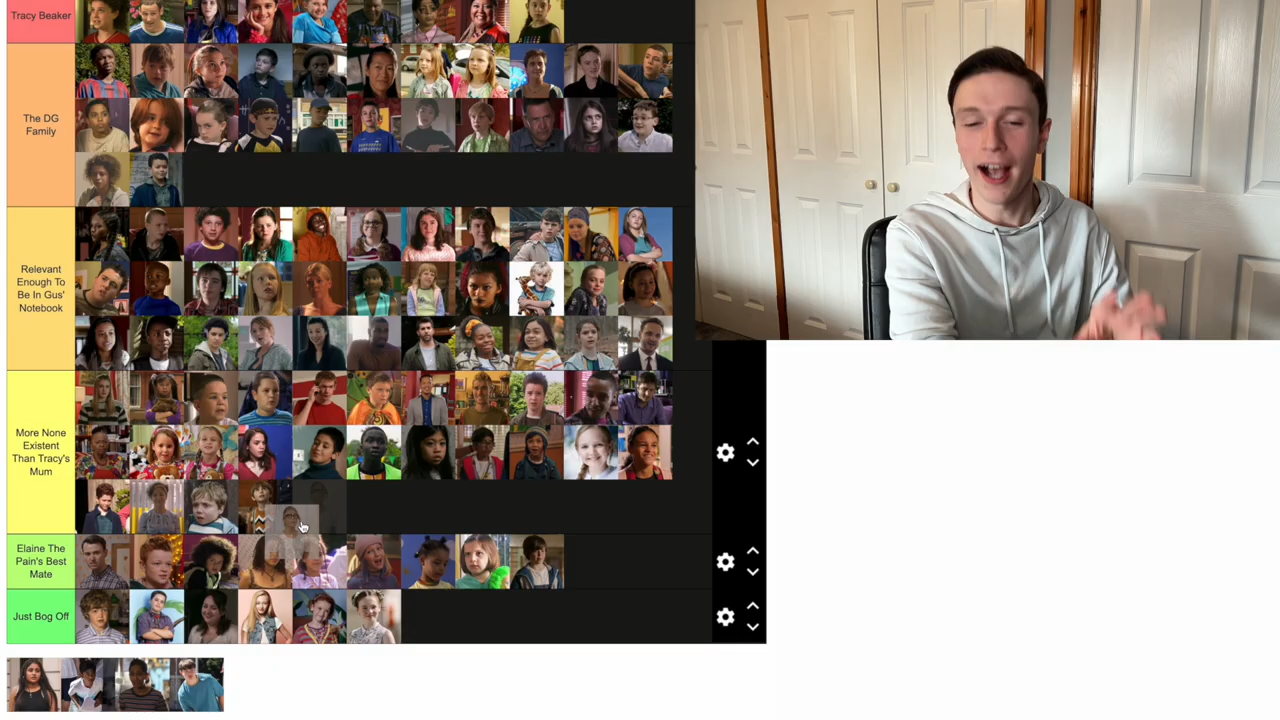 Tracy Beaker
The DG
Family
Relevant
Enough To
Be In Gus'
Notebook
More None
Existent
Than Tracy's
Mum
Elaine The
Pain's Best
Mate
Just Bog Off